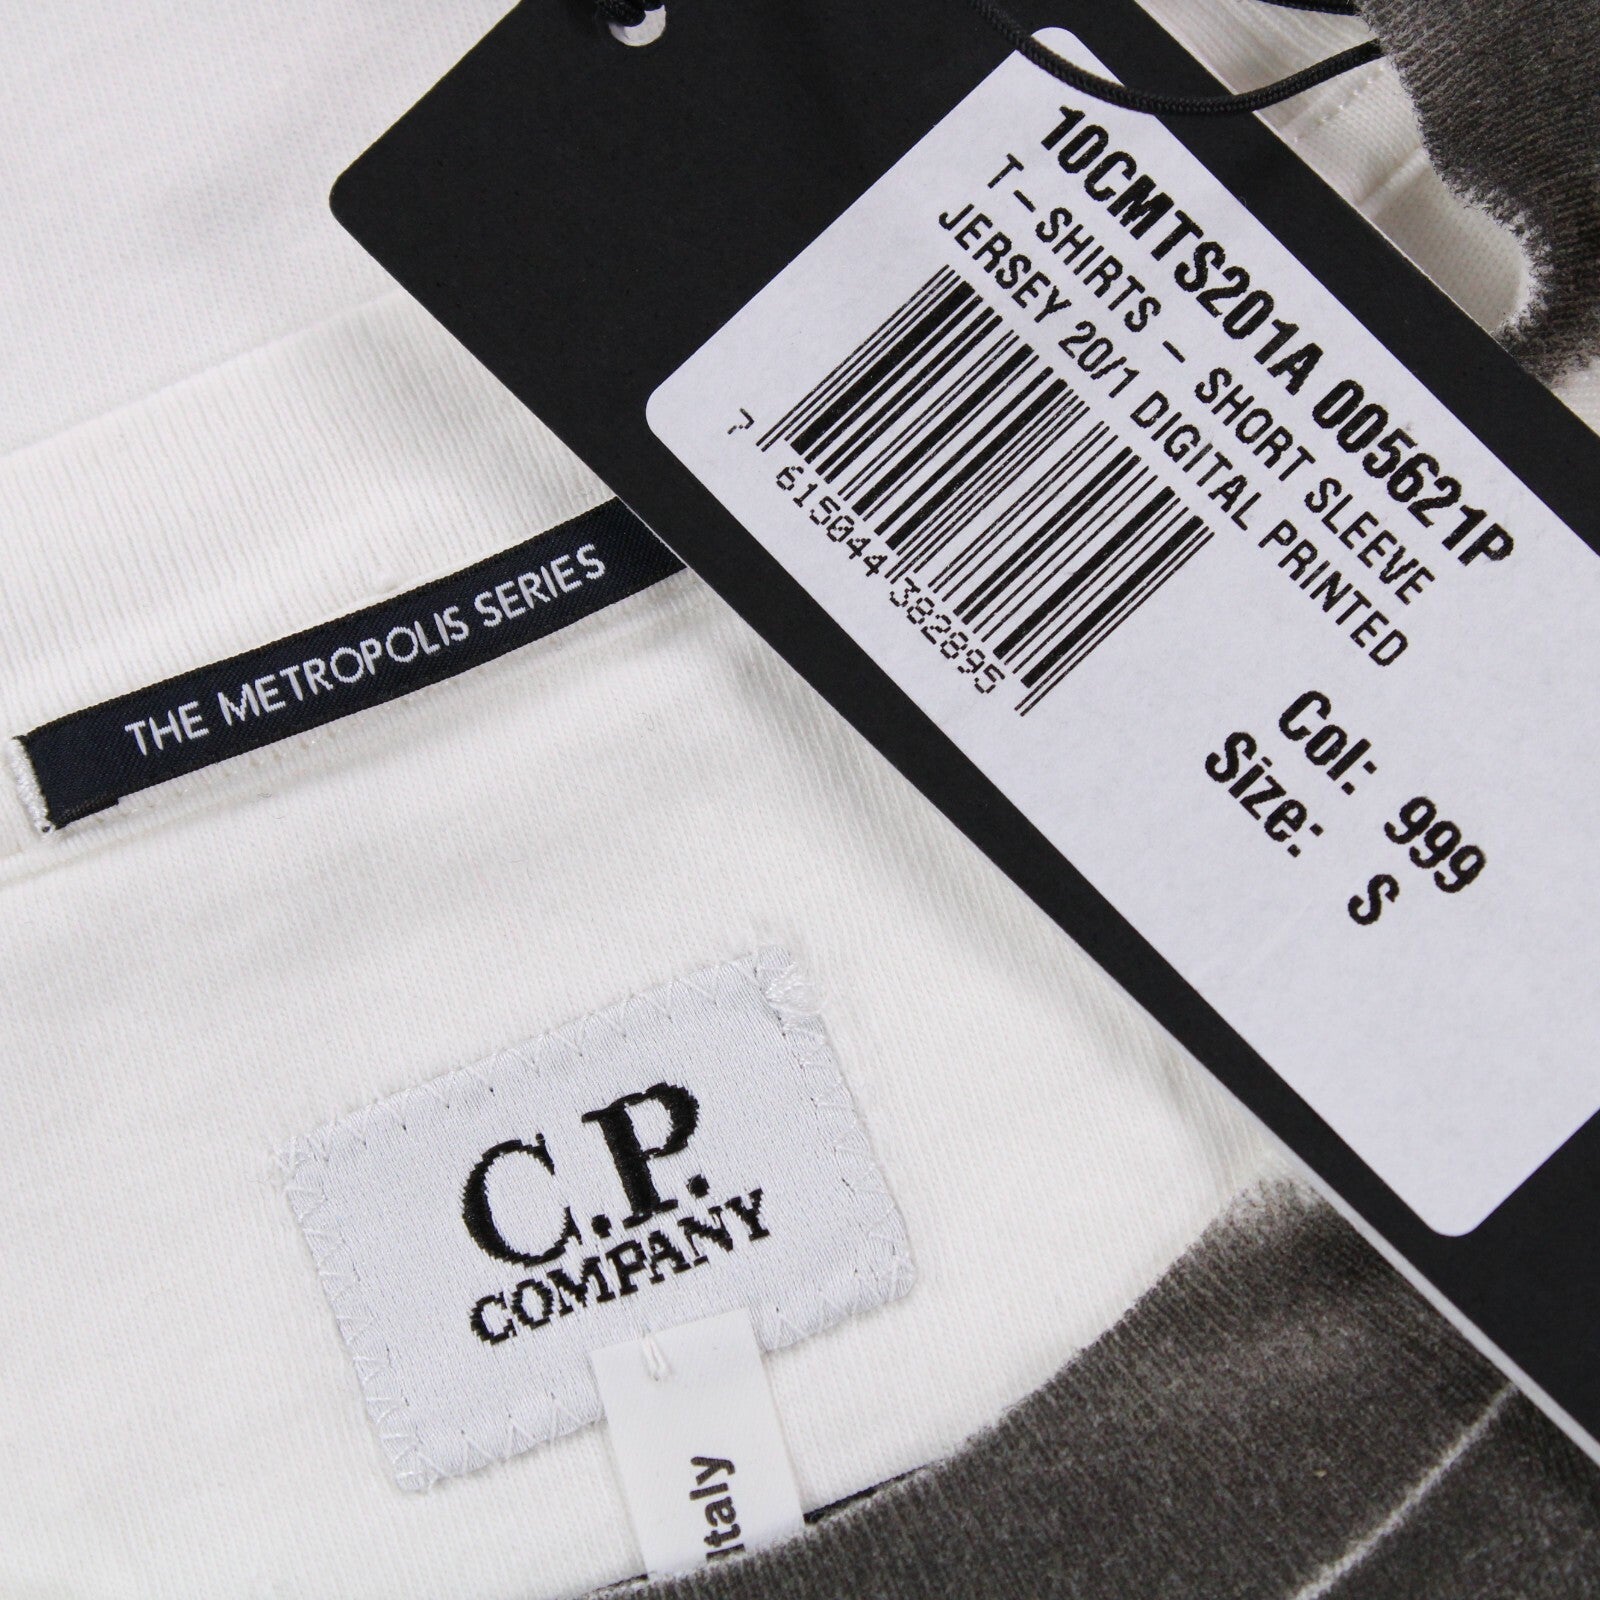 10CMTS201A 005621P
T-SHIRTS - SHORT SLEEVE
JERSEY 20/1 DIGITAL PRINTED
7 615044 382895
Col: 999
Size: S
THE METROPOLIS SERIES
C.P.
COMPANY
Italy